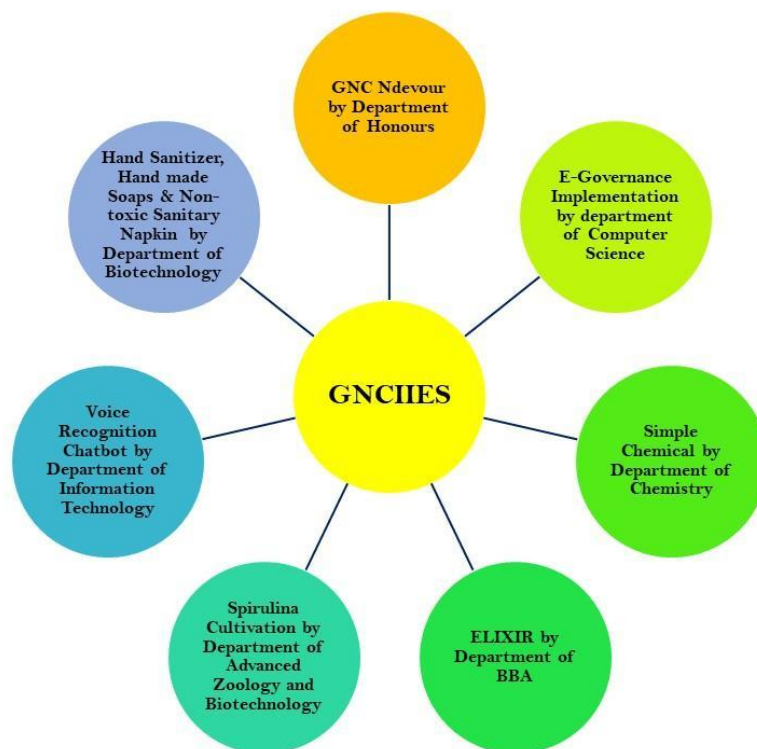 GNC Ndevour
by Department
of Honours
E-Governance
Implementation
by department
of Computer
Science
Simple
Chemical by
Department of
Chemistry
ELIXIR by
Department of
BBA
Spirulina
Cultivation by
Department of
Advanced
Zoology and
Biotechnology
Voice
Recognition
Chatbot by
Department of
Information
Technology
Hand Sanitizer,
Hand made
Soaps & Non-
toxic Sanitary
Napkin by
Department of
Biotechnology
GNCIIES